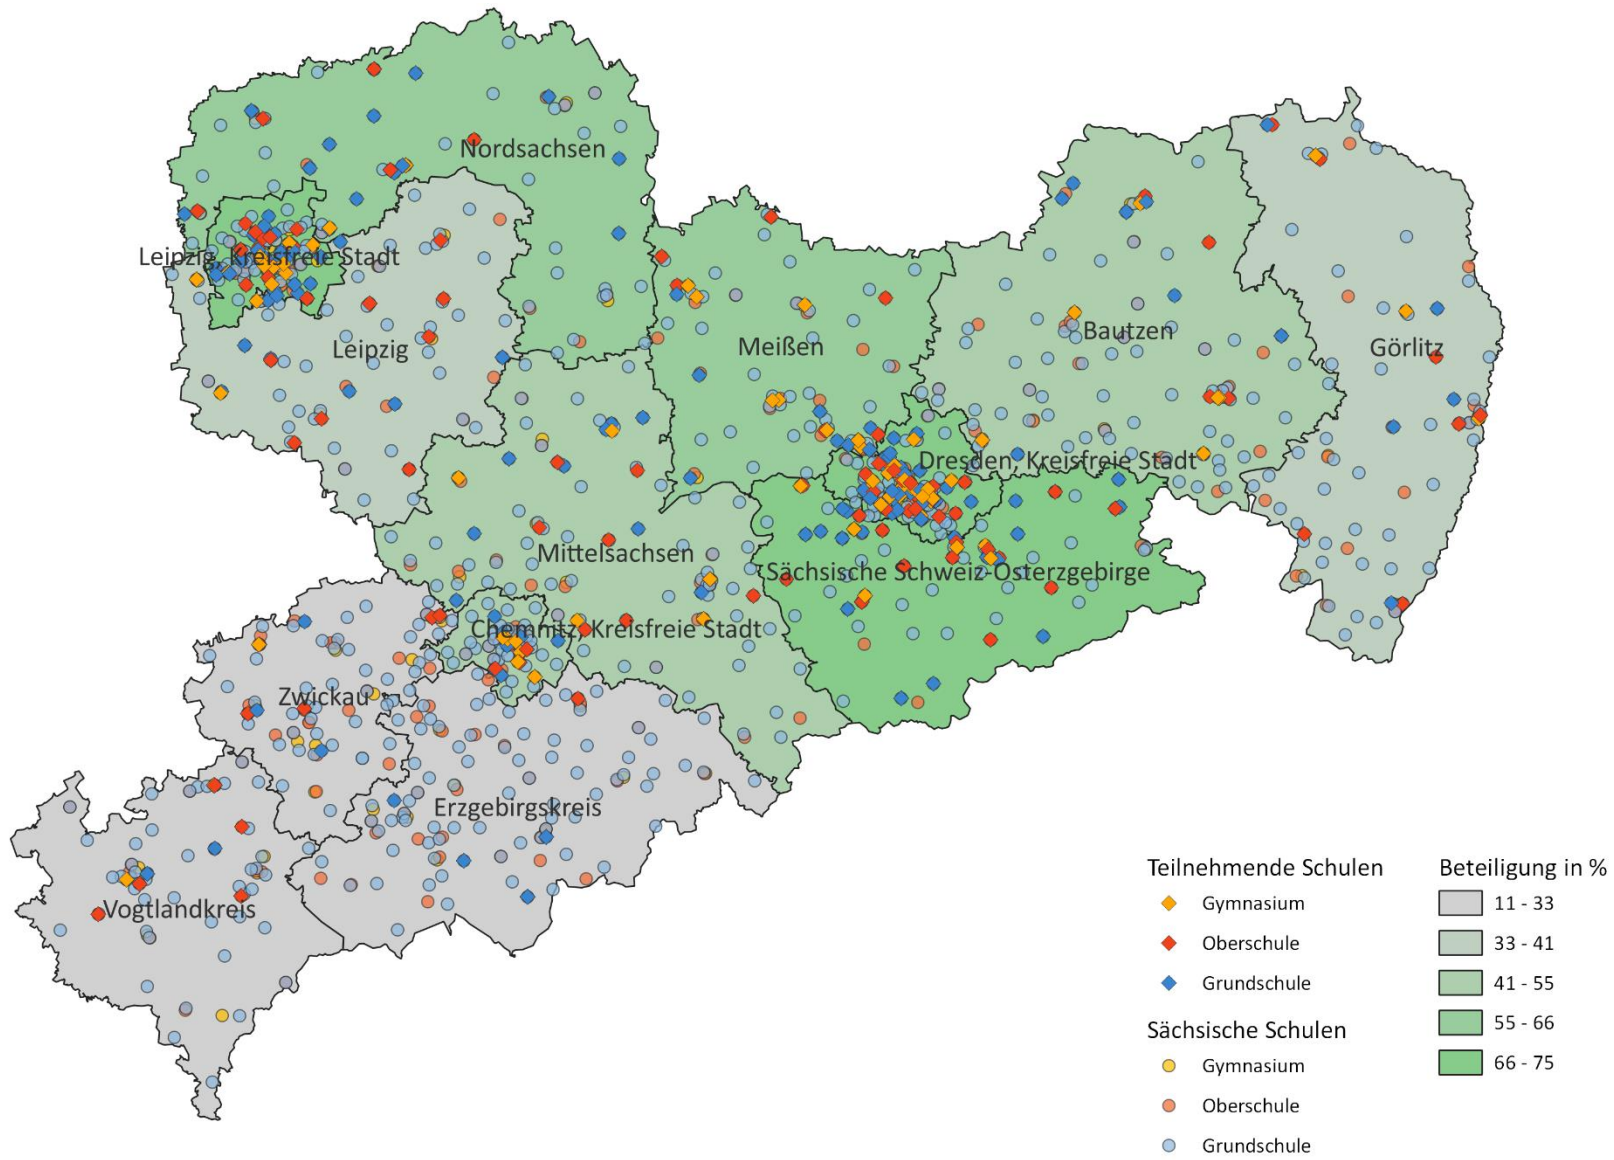 Nordsachsen
Leipzig, Kreisfreie Stadt
Leipzig
Meißen
Bautzen
Görlitz
Dresden, Kreisfreie Stadt
Mittelsachsen
Sächsische Schweiz-Osterzgebirge
Chemnitz, Kreisfreie Stadt
Zwickau
Erzgebirgskreis
Vogtlandkreis
Teilnehmende Schulen
Gymnasium
Oberschule
Grundschule
Sächsische Schulen
Gymnasium
Oberschule
Grundschule
Beteiligung in %
11 - 33
33 - 41
41 - 55
55 - 66
66 - 75